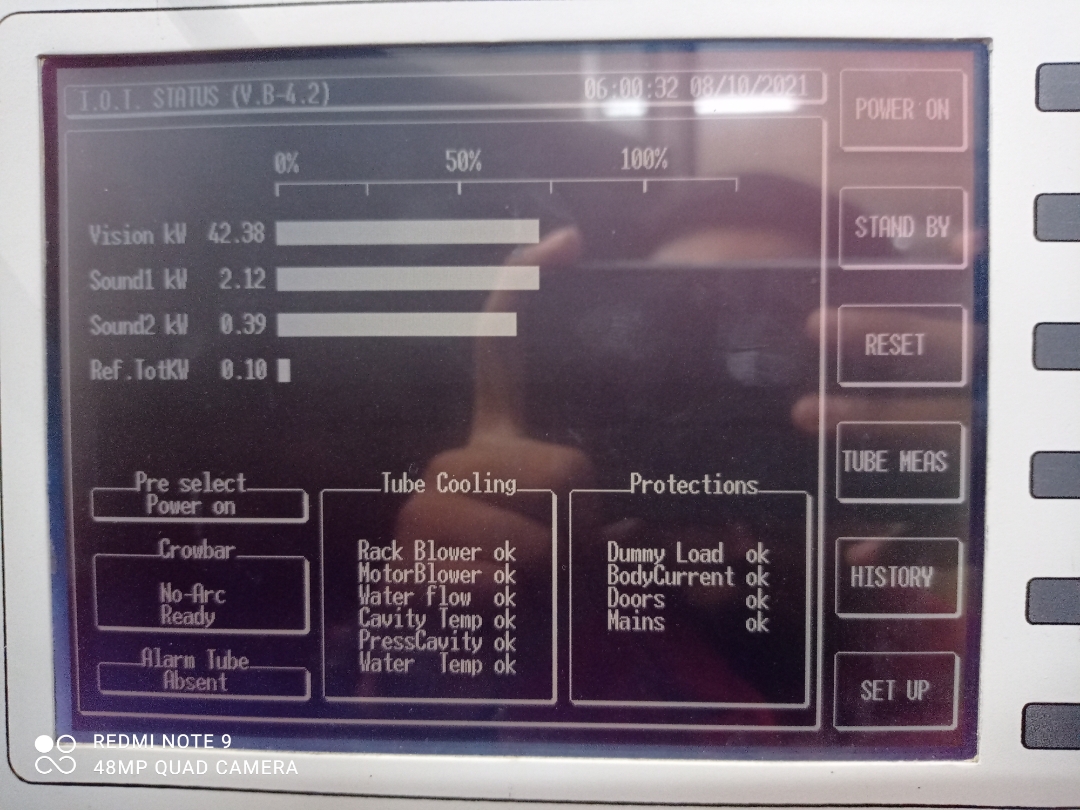 I.O.T. STATUS (V.B-4.2) 06:00:32 08/10/2021
0% 50% 100%
Vision kW 42.38
Sound1 kW 2.12
Sound2 kW 0.39
Ref.TotKW 0.10
Pre select
Power on
Crowbar
No-Arc
Ready
Alarm Tube
Absent
Tube Cooling
Rack Blower ok
MotorBlower ok
Water flow ok
Cavity Temp ok
PressCavity ok
Water Temp ok
Protections
Dummy Load ok
BodyCurrent ok
Doors ok
Mains ok
POWER ON
STAND BY
RESET
TUBE MEAS
HISTORY
SET UP
REDMI NOTE 9
48MP QUAD CAMERA